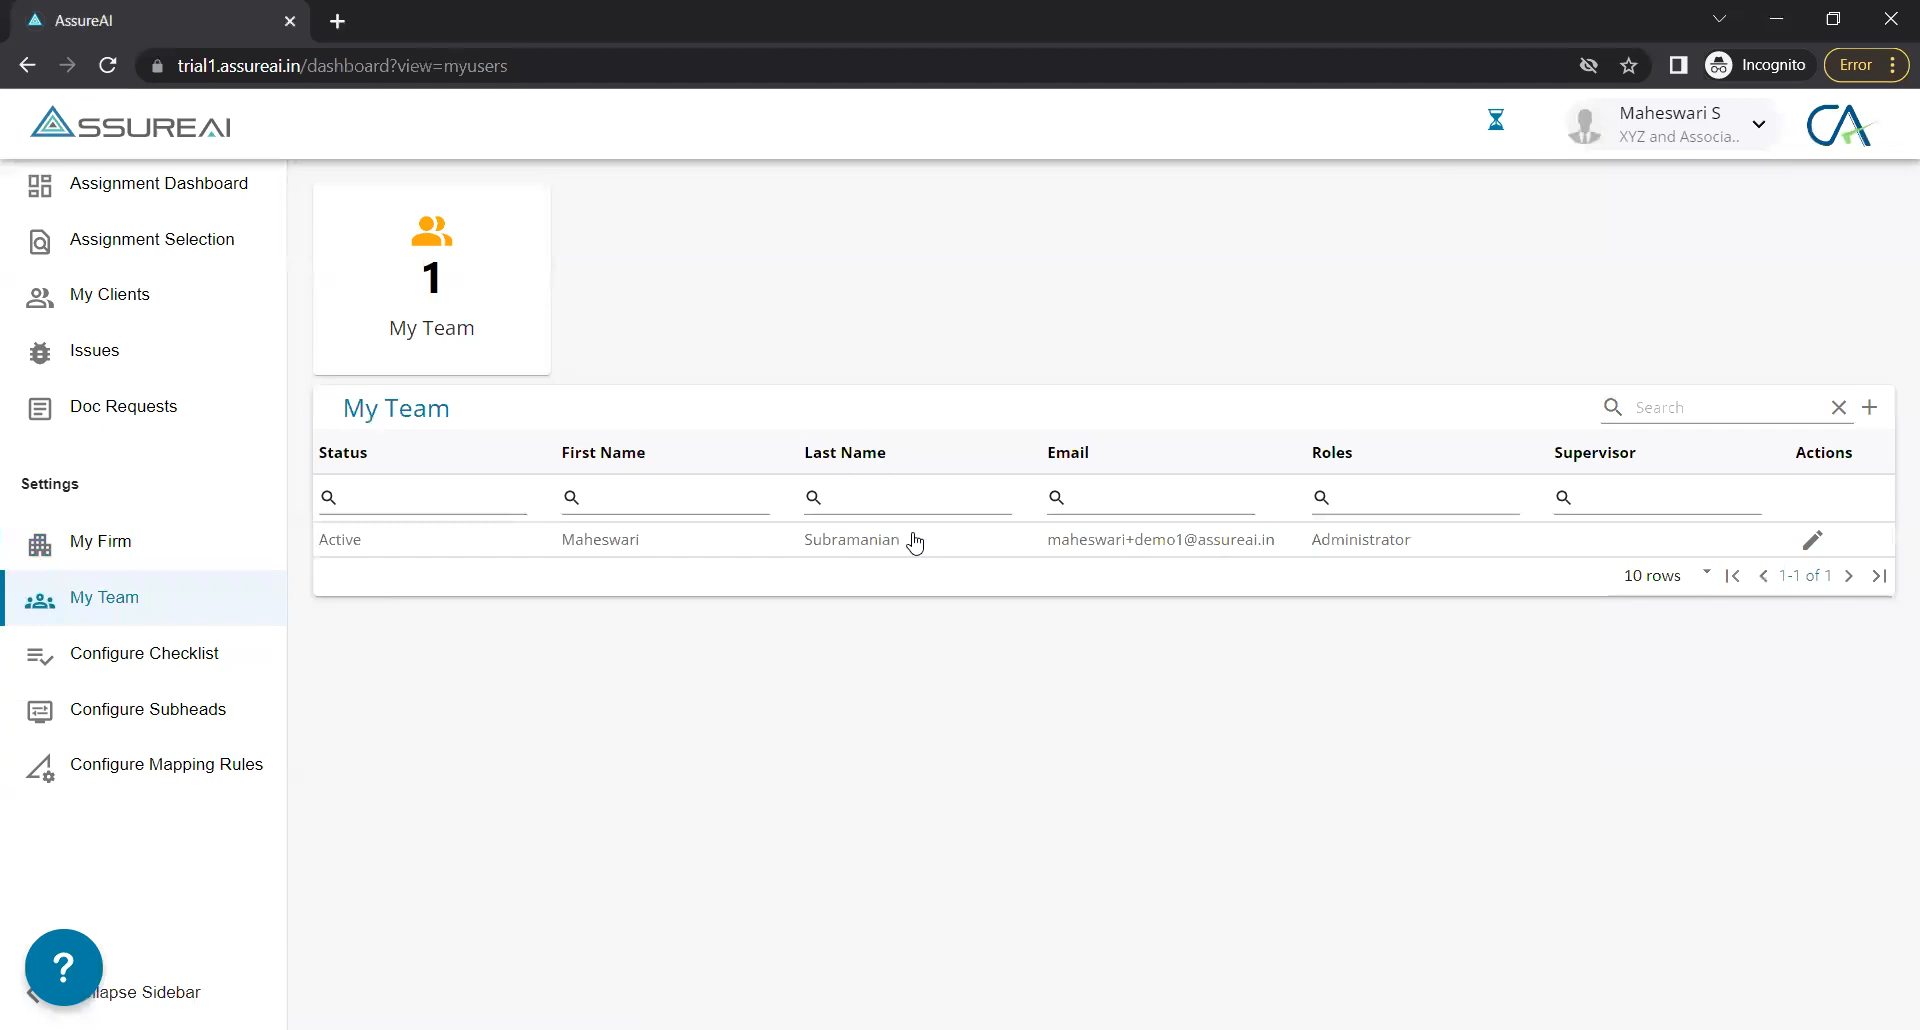 AssureAI
trial1.assureai.in/dashboard?view=myusers
Incognito
Error
ASSUREAI
Maheswari S
XYZ and Associa..
CA
Assignment Dashboard
Assignment Selection
My Clients
Issues
Doc Requests
Settings
My Firm
My Team
Configure Checklist
Configure Subheads
Configure Mapping Rules
?
lapse Sidebar
1
My Team
My Team
Search
Status First Name Last Name Email Roles Supervisor Actions
Active Maheswari Subramanian maheswari+demo1@assureai.in Administrator
10 rows 1-1 of 1